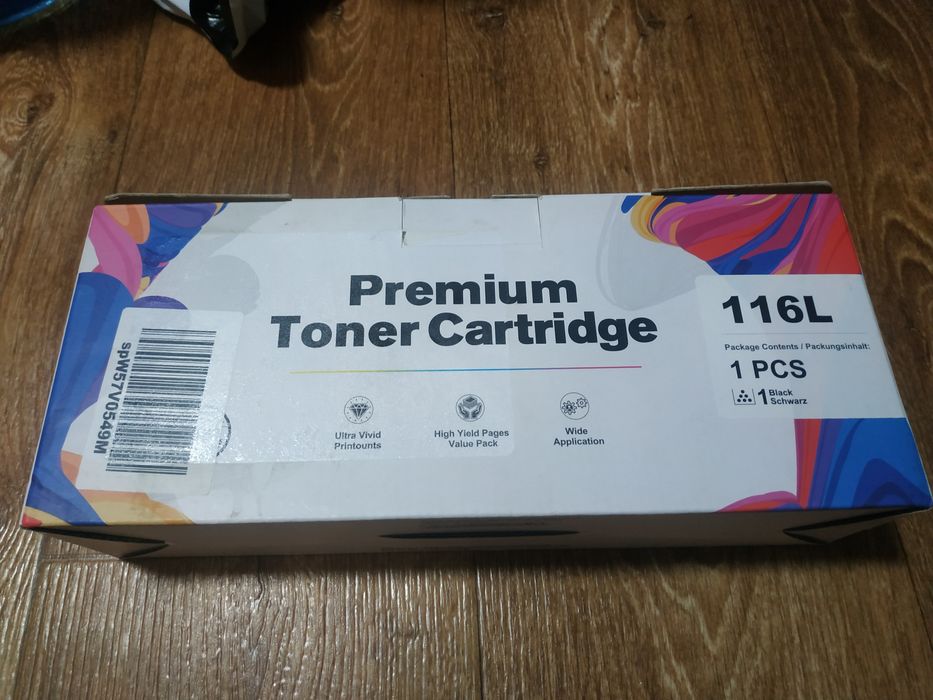 Premium
Toner Cartridge
116L
Package Contents / Packungsinhalt:
1 PCS
1 Black
Schwarz
Ultra Vivid
Printounts
High Yield Pages
Value Pack
Wide
Application
spW57V0549M